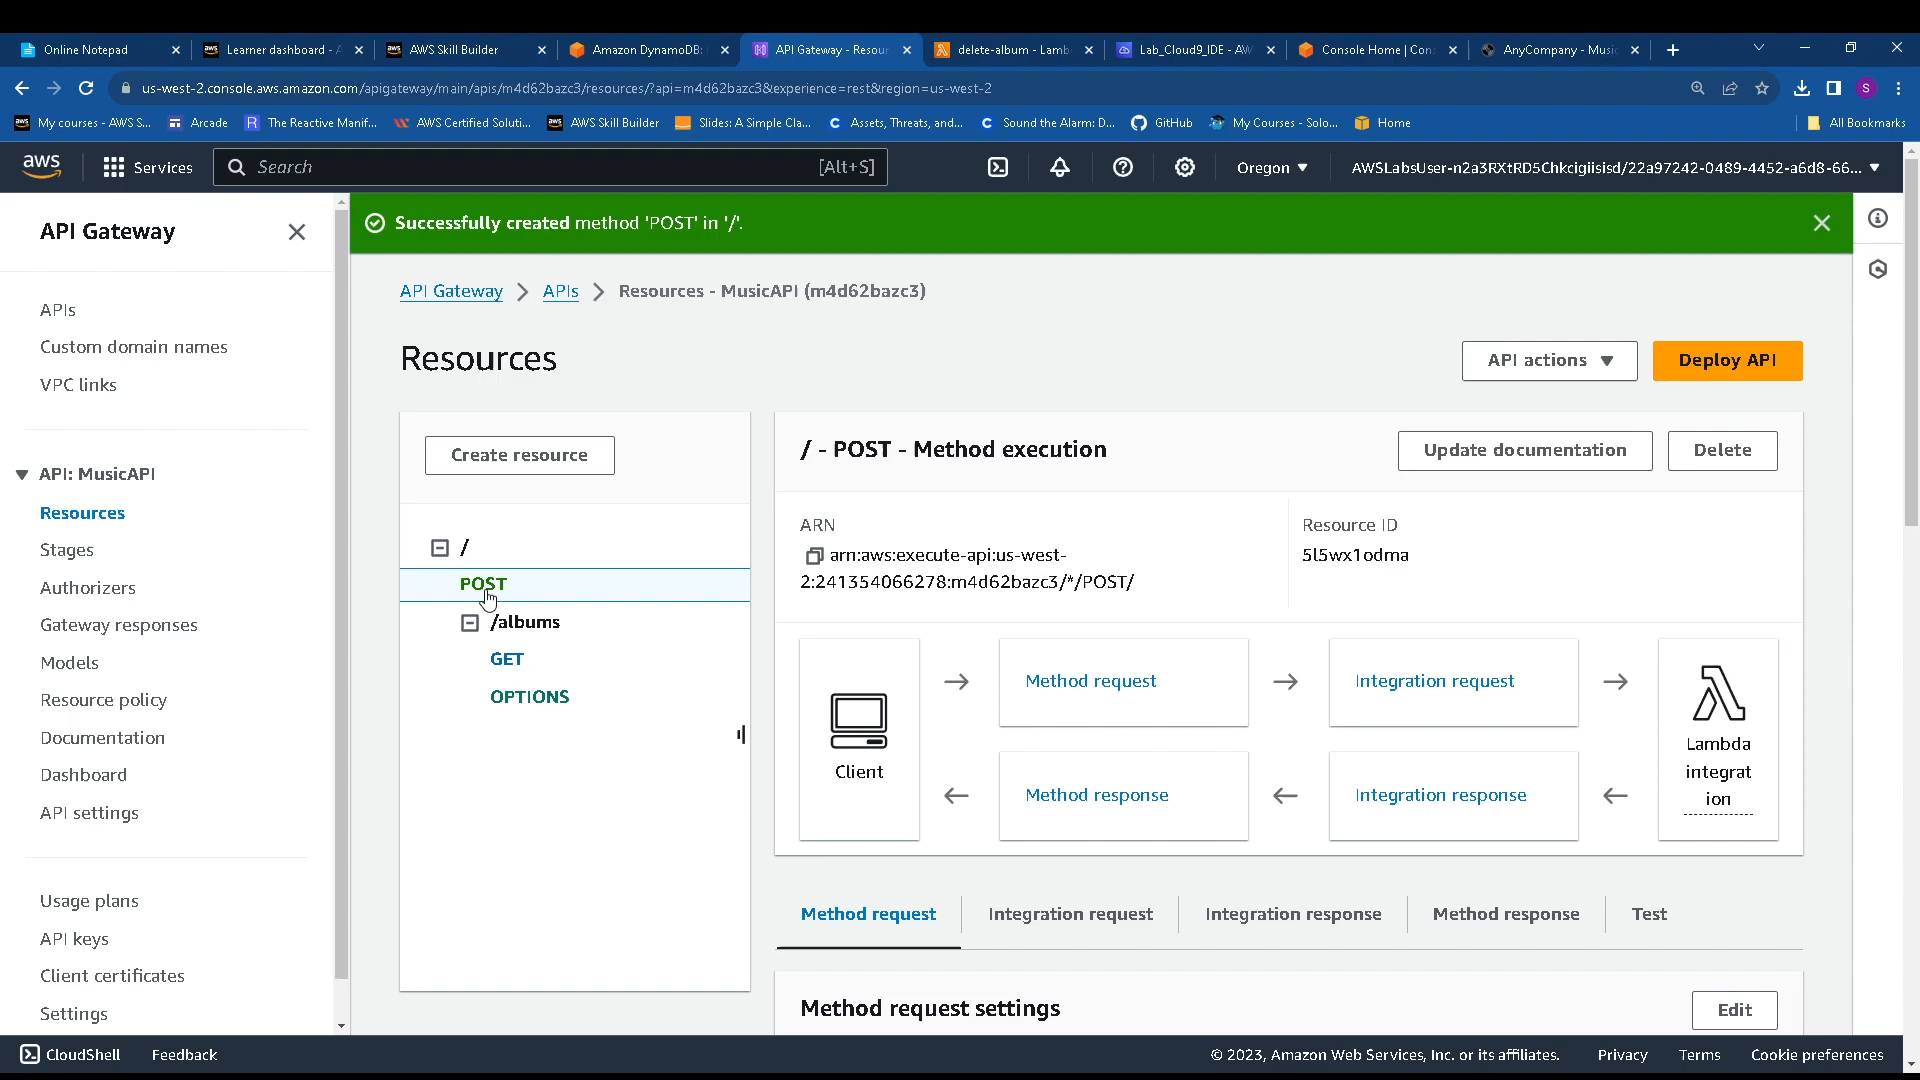 Online Notepad
Learner dashboard - A
AWS Skill Builder
Amazon DynamoDB:
API Gateway - Resour
delete-album - Lamb
Lab_Cloud9_IDE - AW
Console Home | Cons
AnyCompany - Music
us-west-2.console.aws.amazon.com/apigateway/main/apis/m4d62bazc3/resources/?api=m4d62bazc3&experience=rest&region=us-west-2
My courses - AWS S...
Arcade
The Reactive Manif...
AWS Certified Soluti...
AWS Skill Builder
Slides: A Simple Cla...
Assets, Threats, and...
Sound the Alarm: D...
GitHub
My Courses - Solo...
Home
All Bookmarks
aws
Services
Search
[Alt+S]
Oregon
AWSLabsUser-n2a3RXtRD5Chkcigiisisd/22a97242-0489-4452-a6d8-66...
API Gateway
APIs
Custom domain names
VPC links
API: MusicAPI
Resources
Stages
Authorizers
Gateway responses
Models
Resource policy
Documentation
Dashboard
API settings
Usage plans
API keys
Client certificates
Settings
Successfully created method 'POST' in '/'.
API Gateway > APIs > Resources - MusicAPI (m4d62bazc3)
Resources
API actions
Deploy API
Create resource
/
POST
/albums
GET
OPTIONS
/ - POST - Method execution
Update documentation
Delete
ARN
arn:aws:execute-api:us-west-
2:241354066278:m4d62bazc3/*/POST/
Resource ID
5l5wx1odma
Client
Method request
Integration request
Method response
Integration response
Lambda
integrat
ion
Method request
Integration request
Integration response
Method response
Test
Method request settings
Edit
CloudShell
Feedback
© 2023, Amazon Web Services, Inc. or its affiliates.
Privacy
Terms
Cookie preferences